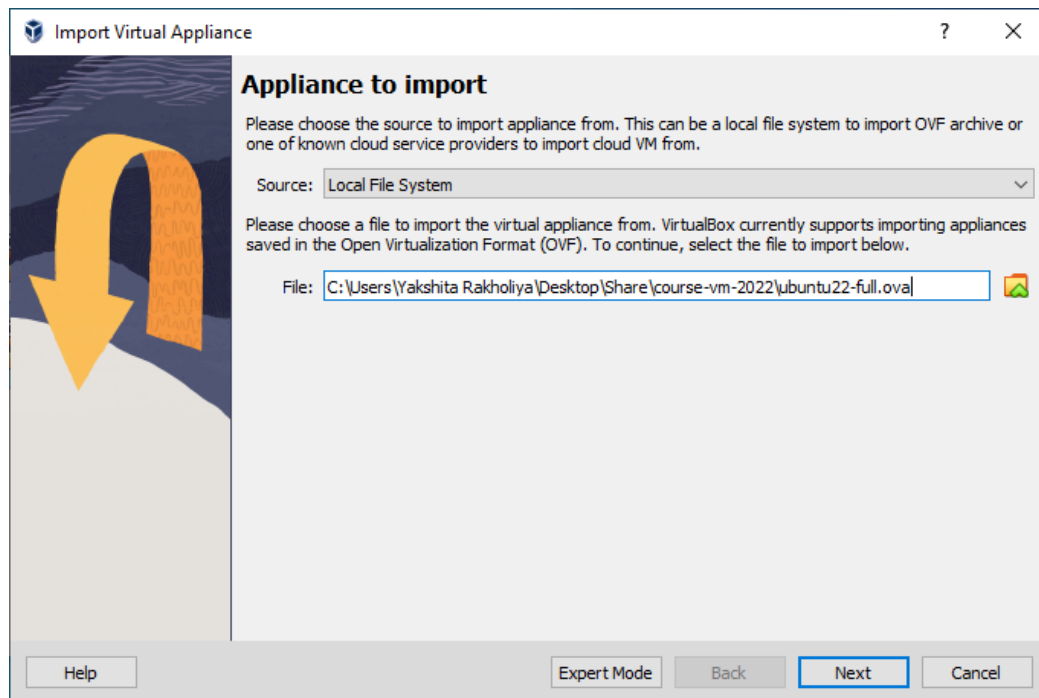 Import Virtual Appliance
Appliance to import
Please choose the source to import appliance from. This can be a local file system to import OVF archive or
one of known cloud service providers to import cloud VM from.
Source: Local File System
Please choose a file to import the virtual appliance from. VirtualBox currently supports importing appliances
saved in the Open Virtualization Format (OVF). To continue, select the file to import below.
File: C:\Users\Yakshita Rakholiya\Desktop\Share\course-vm-2022\ubuntu22-full.ova
Help Expert Mode Back Next Cancel